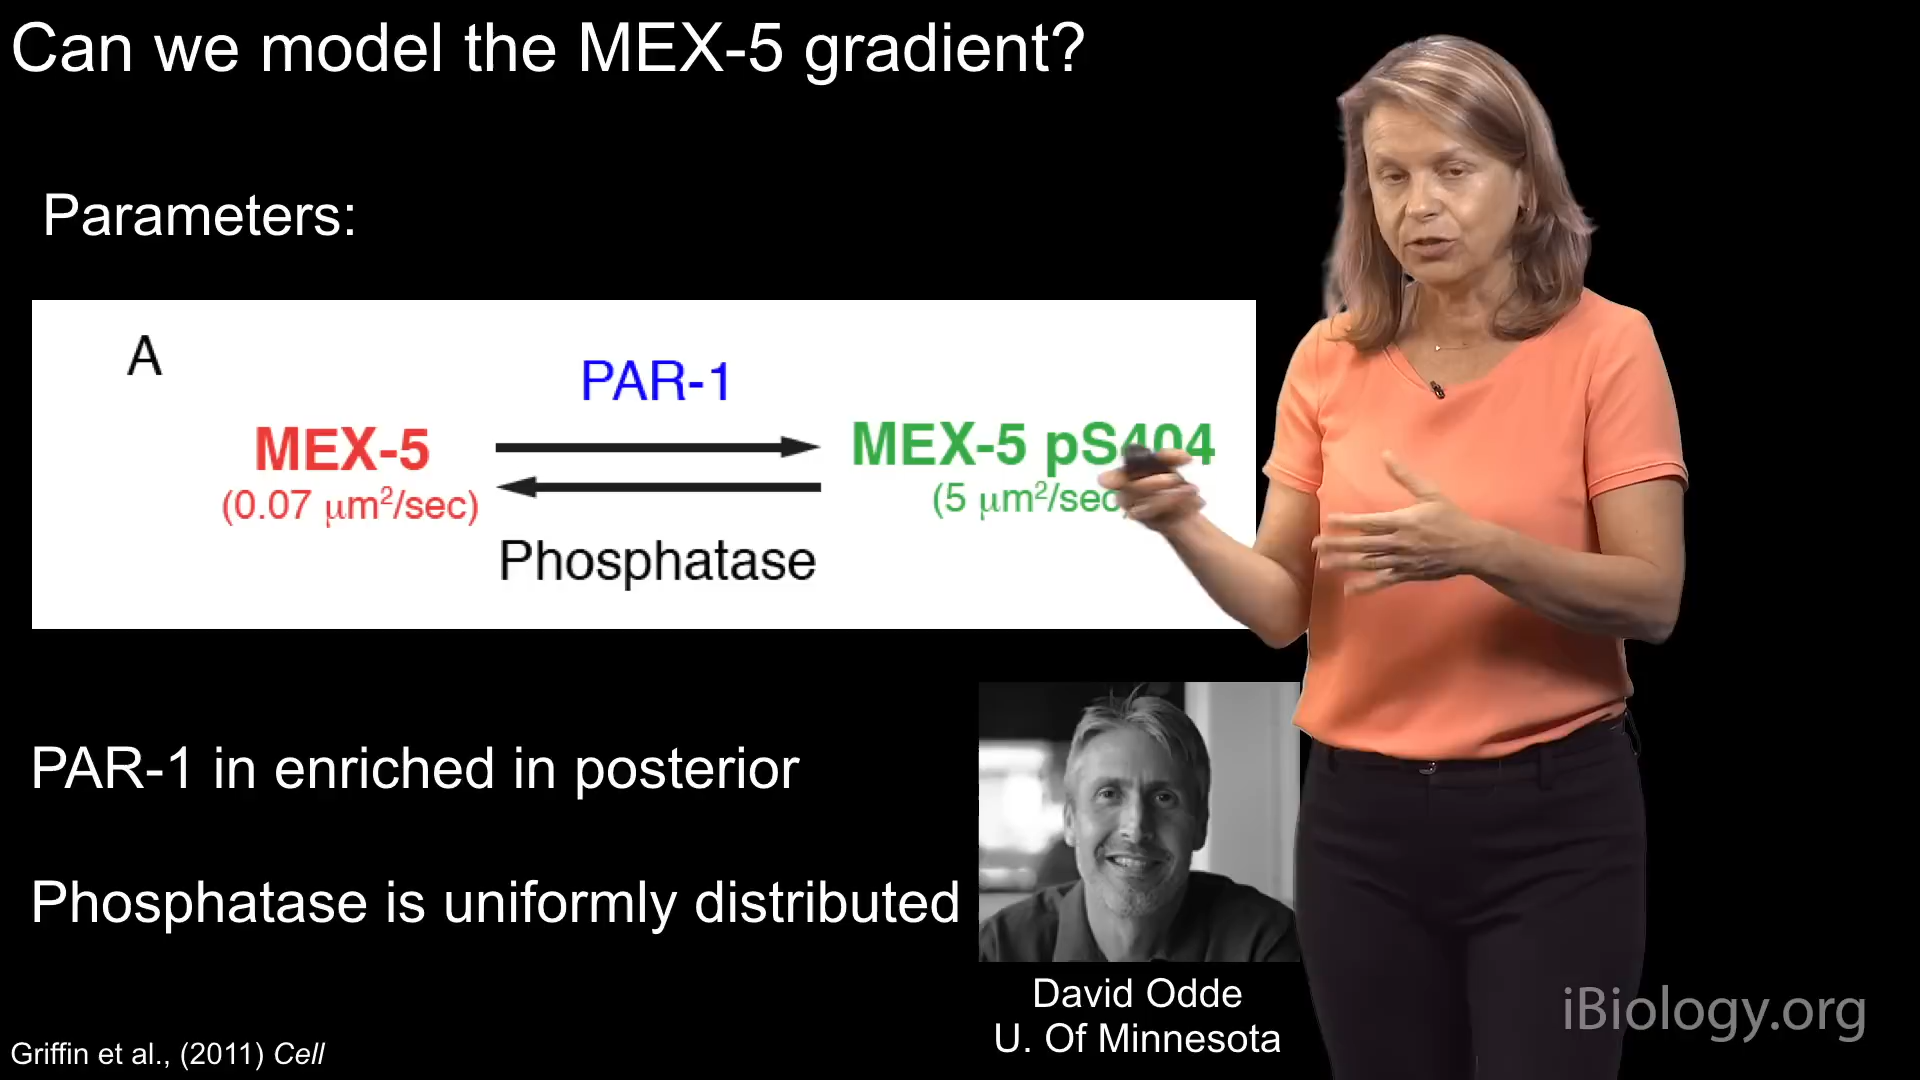 Can we model the MEX-5 gradient?
Parameters:
A
PAR-1
MEX-5
MEX-5 pS404
(0.07 µm²/sec)
(5 µm²/sec)
Phosphatase
PAR-1 in enriched in posterior
Phosphatase is uniformly distributed
David Odde
U. Of Minnesota
Griffin et al., (2011) Cell
iBiology.org